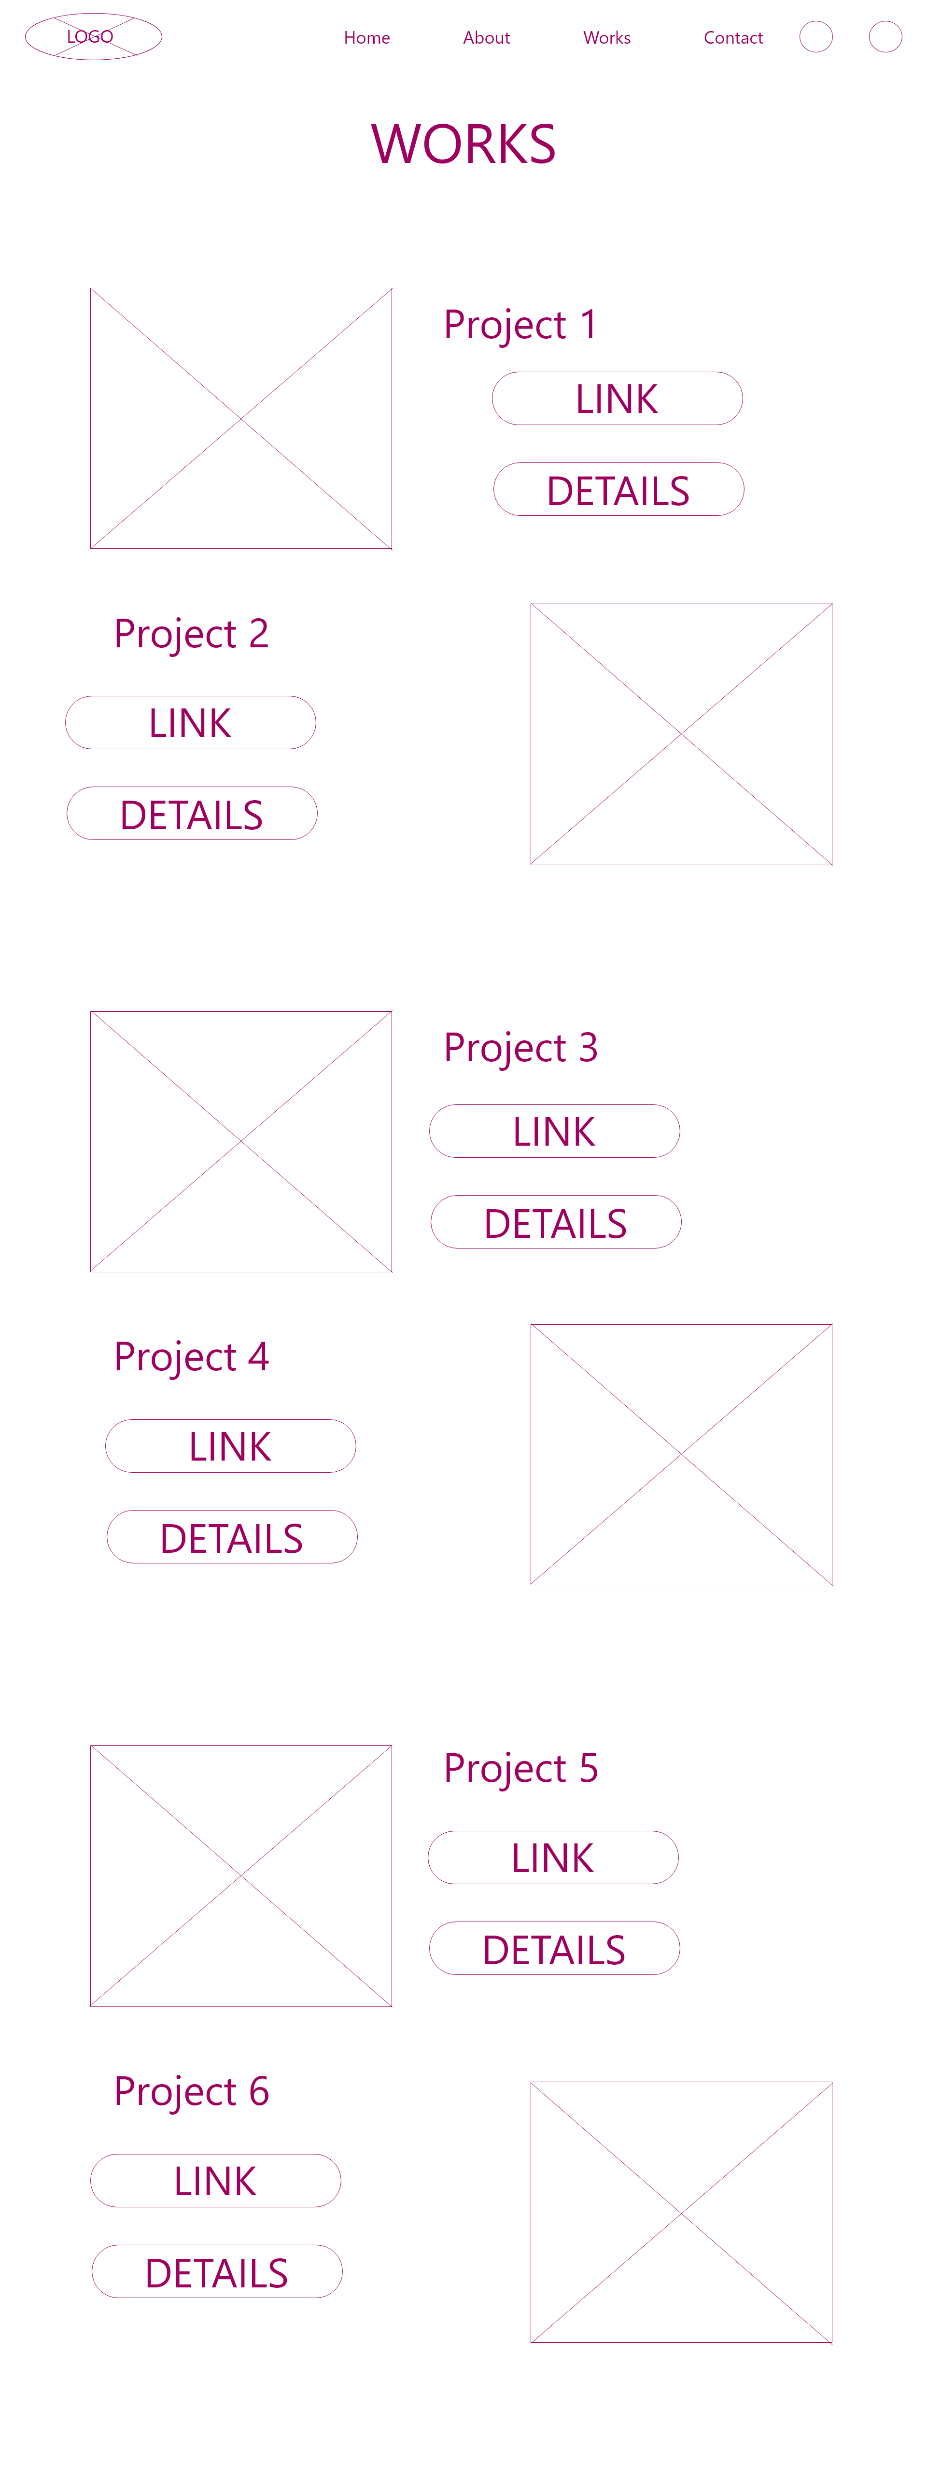 LOGO
Home About Works Contact
WORKS
Project 1
LINK
DETAILS
Project 2
LINK
DETAILS
Project 3
LINK
DETAILS
Project 4
LINK
DETAILS
Project 5
LINK
DETAILS
Project 6
LINK
DETAILS